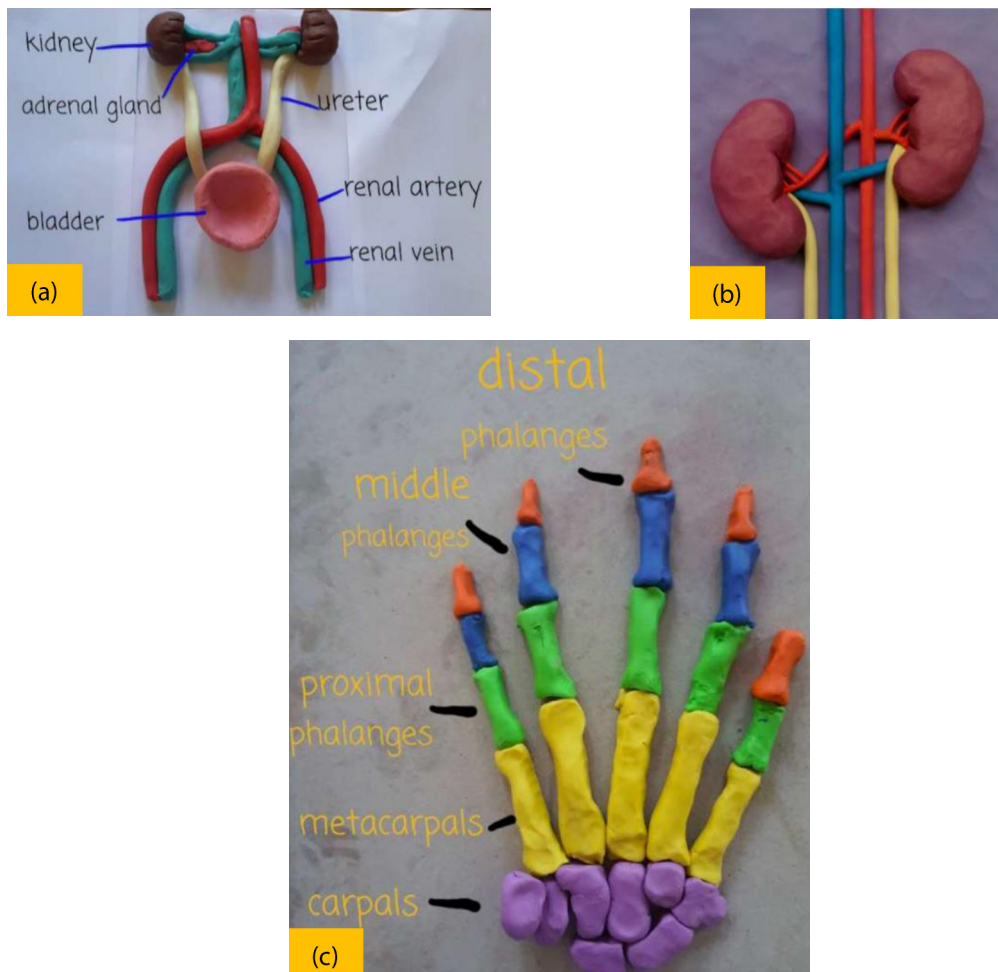 kidney
adrenal gland
ureter
renal artery
bladder
renal vein
(a)
(b)
distal
phalanges
middle
phalanges
proximal
phalanges
metacarpals
carpals
(c)